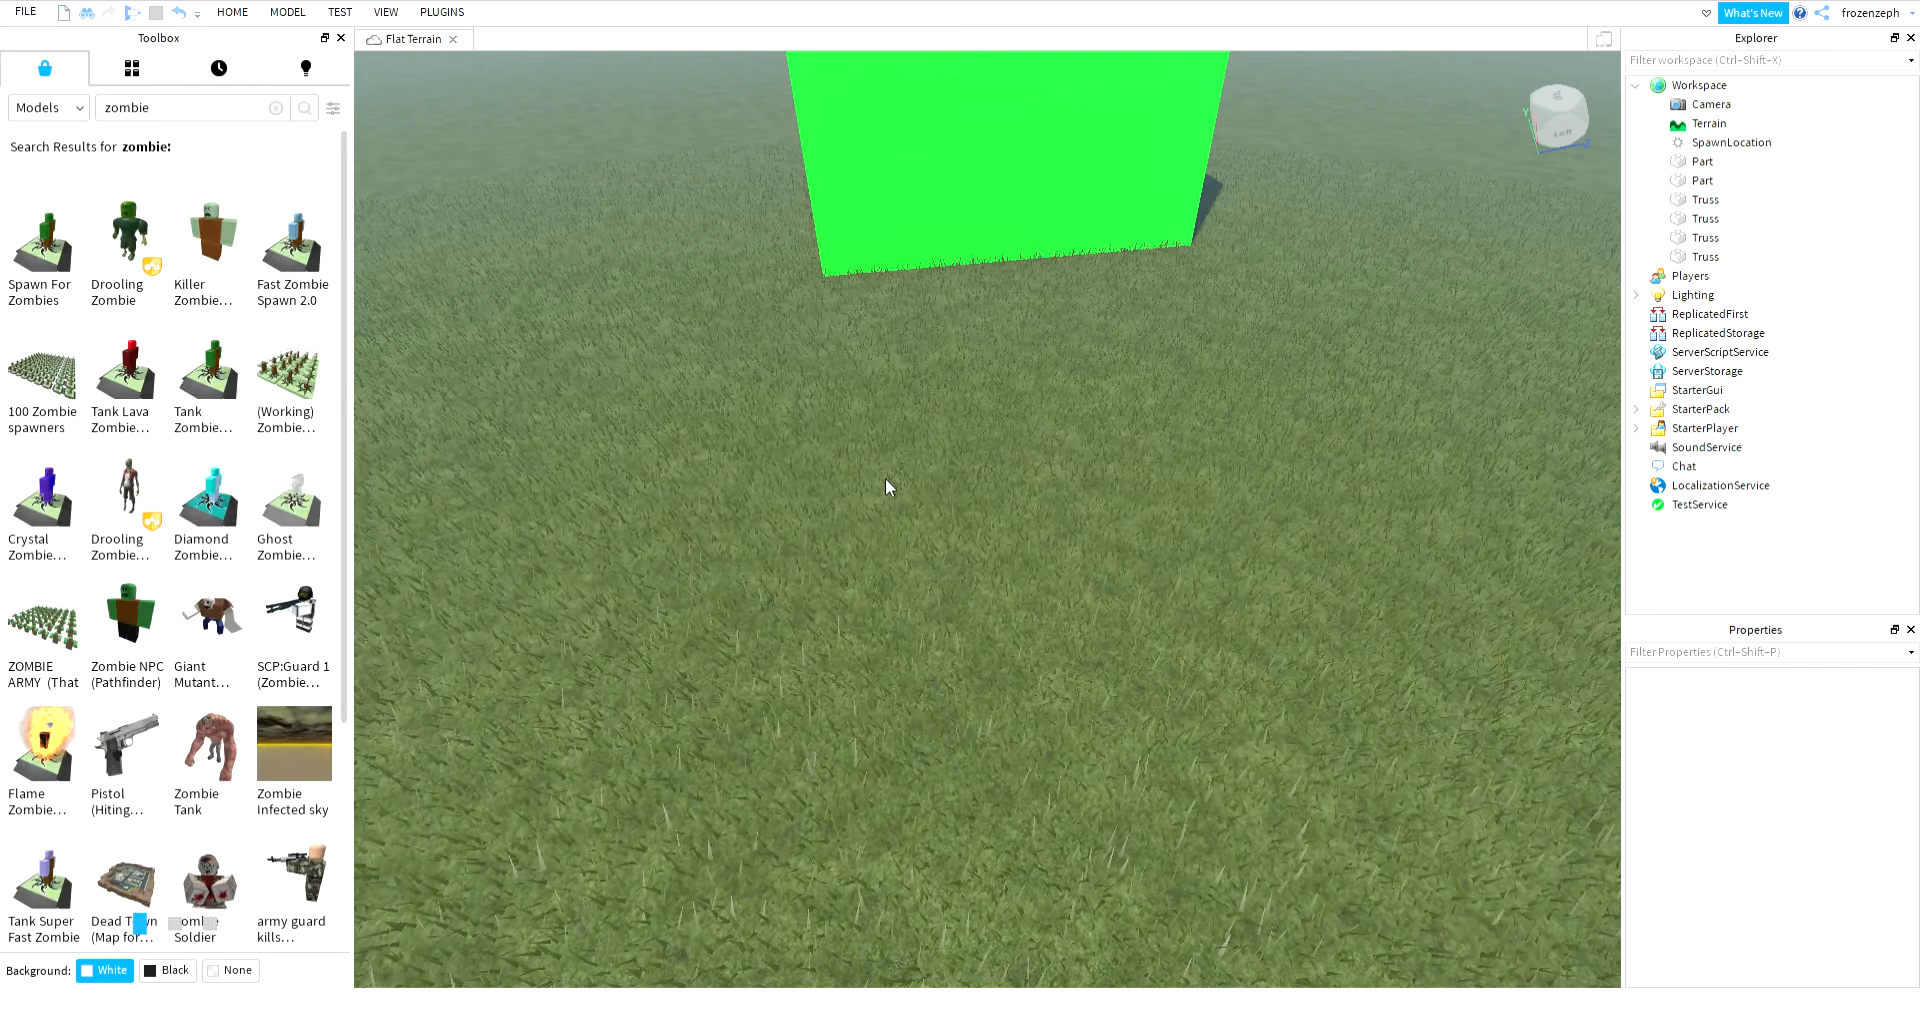 FILE HOME MODEL TEST VIEW PLUGINS What's New frozenzeph
Toolbox
Models zombie
Search Results for zombie:
Spawn For Zombies
Drooling Zombie
Killer Zombie...
Fast Zombie Spawn 2.0
100 Zombie spawners
Tank Lava Zombie...
Tank Zombie...
(Working) Zombie...
Crystal Zombie...
Drooling Zombie...
Diamond Zombie...
Ghost Zombie...
ZOMBIE ARMY (That
Zombie NPC (Pathfinder)
Giant Mutant...
SCP:Guard 1 (Zombie...
Flame Zombie...
Pistol (Hiting...
Zombie Tank
Zombie Infected sky
Tank Super Fast Zombie
Dead (Map for...
Soldier
army guard kills...
Background: White Black None
Flat Terrain
Left
Y
Z
Explorer
Filter workspace (Ctrl-Shift-X)
Workspace
Camera
Terrain
SpawnLocation
Part
Part
Truss
Truss
Truss
Truss
Players
Lighting
ReplicatedFirst
ReplicatedStorage
ServerScriptService
ServerStorage
StarterGui
StarterPack
StarterPlayer
SoundService
Chat
LocalizationService
TestService
Properties
Filter Properties (Ctrl-Shift-P)